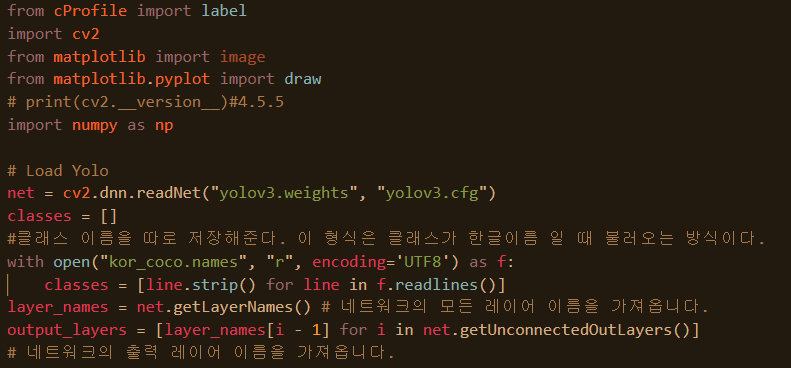 from cProfile import label
import cv2
from matplotlib import image
from matplotlib.pyplot import draw
# print(cv2.__version__)#4.5.5
import numpy as np
# Load Yolo
net = cv2.dnn.readNet("yolov3.weights", "yolov3.cfg")
classes = []
#클래스 이름을 따로 저장해준다. 이 형식은 클래스가 한글이름 일 때 불러오는 방식이다.
with open("kor_coco.names", "r", encoding='UTF8') as f:
    classes = [line.strip() for line in f.readlines()]
layer_names = net.getLayerNames() # 네트워크의 모든 레이어 이름을 가져옵니다.
output_layers = [layer_names[i - 1] for i in net.getUnconnectedOutLayers()]
# 네트워크의 출력 레이어 이름을 가져옵니다.